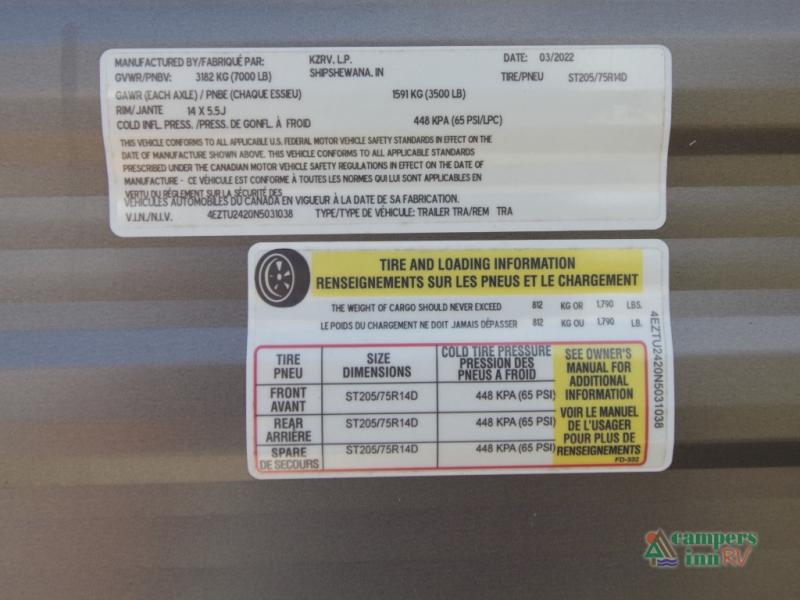 MANUFACTURED BY/FABRIQUÉ PAR: KZRV, L.P. DATE: 03/2022
GVWR/PNBV: 3182 KG (7000 LB) SHIPSHEWANA, IN TIRE/PNEU ST205/75R14D
GAWR (EACH AXLE) / PNBE (CHAQUE ESSIEU) 1591 KG (3500 LB)
RIM/JANTE 14 X 5.5J
COLD INFL. PRESS. /PRESS. DE GONFL. À FROID 448 KPA (65 PSI/LPC)
THIS VEHICLE CONFORMS TO ALL APPLICABLE U.S. FEDERAL MOTOR VEHICLE SAFETY STANDARDS IN EFFECT ON THE
DATE OF MANUFACTURE SHOWN ABOVE. THIS VEHICLE CONFORMS TO ALL APPLICABLE STANDARDS
PRESCRIBED UNDER THE CANADIAN MOTOR VEHICLE SAFETY REGULATIONS IN EFFECT ON THE DATE OF
MANUFACTURE - CE VÉHICULE EST CONFORME À TOUTES LES NORMES QUI LUI SONT APPLICABLES EN
VERTU DU RÈGLEMENT SUR LA SÉCURITÉ DES
VÉHICULES AUTOMOBILES DU CANADA EN VIGUEUR À LA DATE DE SA FABRICATION.
V.I.N./N.I.V. 4EZTU2420N5031038 TYPE/TYPE DE VÉHICULE: TRAILER TRA/REM TRA
TIRE AND LOADING INFORMATION
RENSEIGNEMENTS SUR LES PNEUS ET LE CHARGEMENT
THE WEIGHT OF CARGO SHOULD NEVER EXCEED 812 KG OR 1,790 LBS.
LE POIDS DU CHARGEMENT NE DOIT JAMAIS DÉPASSER 812 KG OU 1,790 LB.
4EZTU2420N5031038
TIRE
PNEU
SIZE
DIMENSIONS
COLD TIRE PRESSURE
PRESSION DES
PNEUS A FROID
FRONT
AVANT
ST205/75R14D 448 KPA (65 PSI)
REAR
ARRIÈRE
ST205/75R14D 448 KPA (65 PSI)
SPARE
DE SECOURS
ST205/75R14D 448 KPA (65 PSI)
SEE OWNER'S
MANUAL FOR
ADDITIONAL
INFORMATION
VOIR LE MANUEL
DE L'USAGER
POUR PLUS DE
RENSEIGNEMENTS
FD-332
campers
inn RV